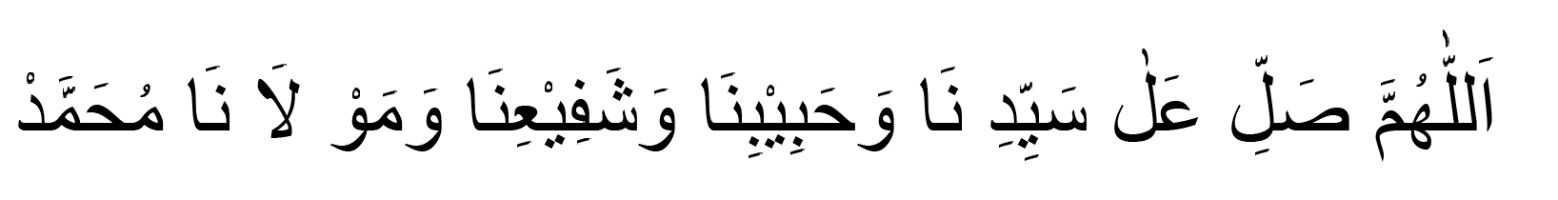 اَللّٰهُمَّ صَلِّ عَلٰ سَيِّدِ نَا وَحَبِيْبِنَا وَشَفِيْعِنَا وَمَوْ لَا نَا مُحَمَّدْ